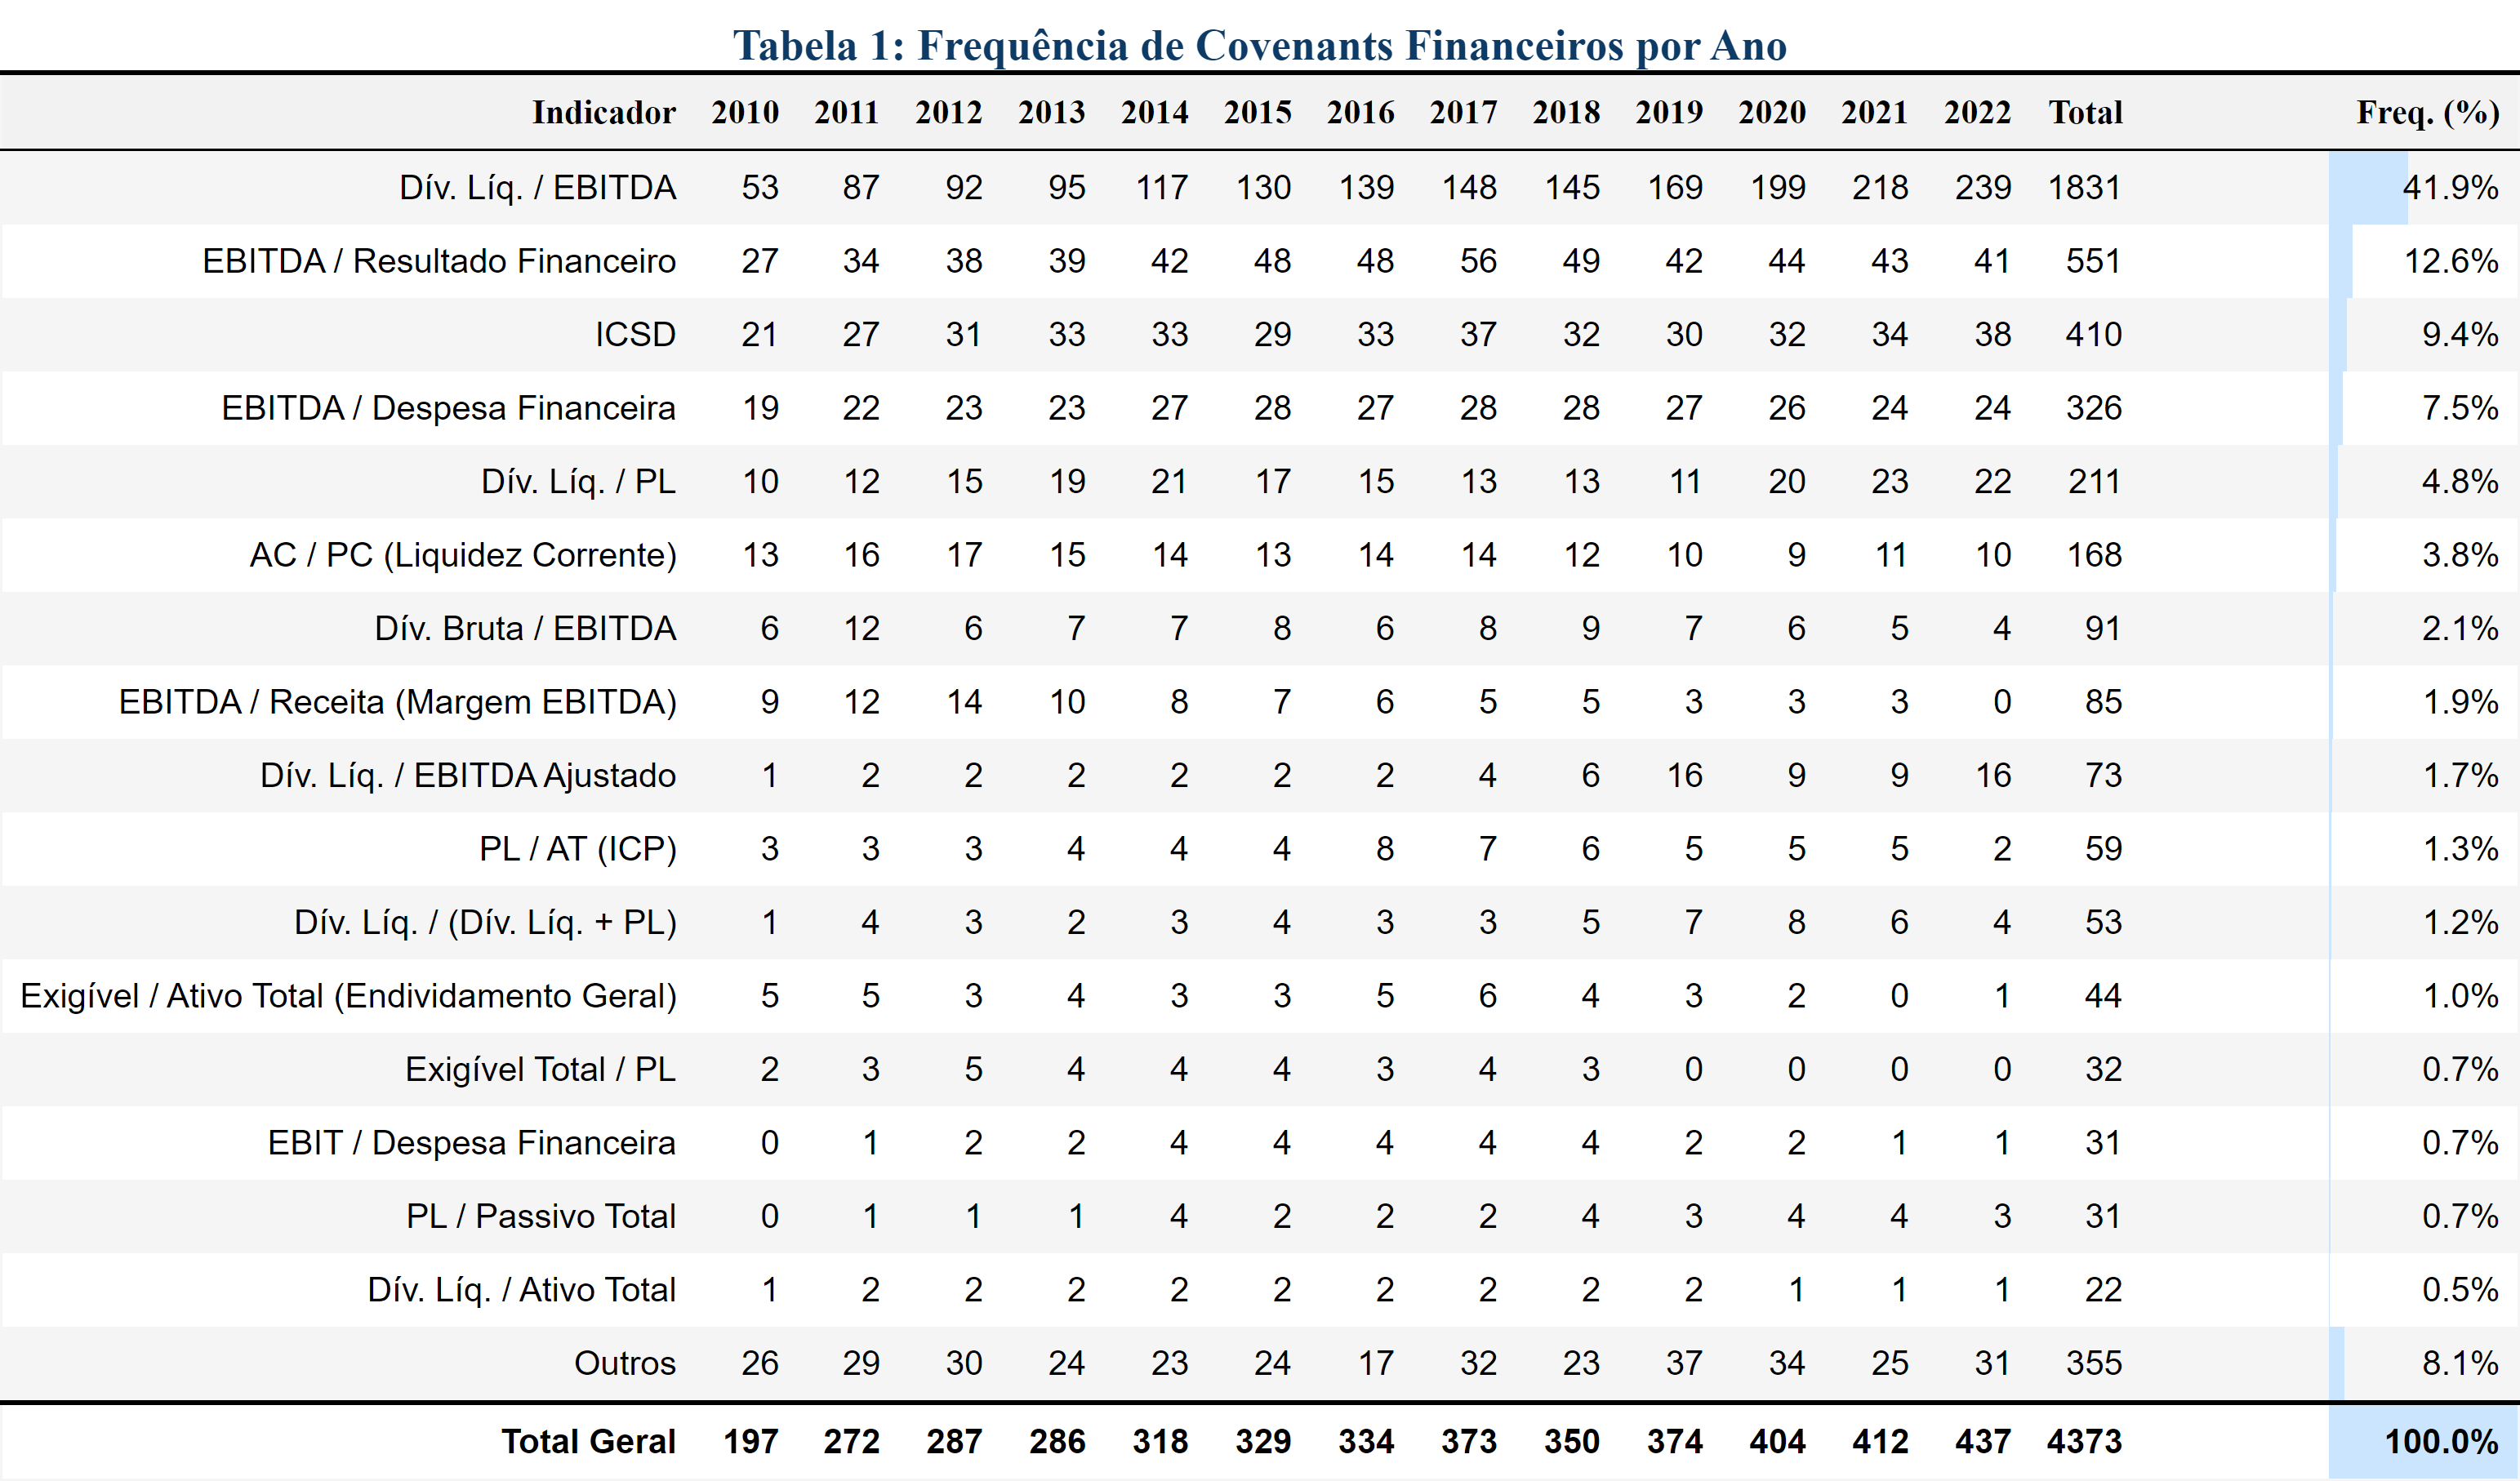 Tabela 1: Frequência de Covenants Financeiros por Ano
Indicador 2010 2011 2012 2013 2014 2015 2016 2017 2018 2019 2020 2021 2022 Total Freq. (%)
Dív. Líq. / EBITDA 53 87 92 95 117 130 139 148 145 169 199 218 239 1831 41.9%
EBITDA / Resultado Financeiro 27 34 38 39 42 48 48 56 49 42 44 43 41 551 12.6%
ICSD 21 27 31 33 33 29 33 37 32 30 32 34 38 410 9.4%
EBITDA / Despesa Financeira 19 22 23 23 27 28 27 28 28 27 26 24 24 326 7.5%
Dív. Líq. / PL 10 12 15 19 21 17 15 13 13 11 20 23 22 211 4.8%
AC / PC (Liquidez Corrente) 13 16 17 15 14 13 14 14 12 10 9 11 10 168 3.8%
Dív. Bruta / EBITDA 6 12 6 7 7 8 6 8 9 7 6 5 4 91 2.1%
EBITDA / Receita (Margem EBITDA) 9 12 14 10 8 7 6 5 5 3 3 3 0 85 1.9%
Dív. Líq. / EBITDA Ajustado 1 2 2 2 2 2 2 4 6 16 9 9 16 73 1.7%
PL / AT (ICP) 3 3 3 4 4 4 8 7 6 5 5 5 2 59 1.3%
Dív. Líq. / (Dív. Líq. + PL) 1 4 3 2 3 4 3 3 5 7 8 6 4 53 1.2%
Exigível / Ativo Total (Endividamento Geral) 5 5 3 4 3 3 5 6 4 3 2 0 1 44 1.0%
Exigível Total / PL 2 3 5 4 4 4 3 4 3 0 0 0 0 32 0.7%
EBIT / Despesa Financeira 0 1 2 2 4 4 4 4 4 2 2 1 1 31 0.7%
PL / Passivo Total 0 1 1 1 4 2 2 2 4 3 4 4 3 31 0.7%
Dív. Líq. / Ativo Total 1 2 2 2 2 2 2 2 2 2 1 1 1 22 0.5%
Outros 26 29 30 24 23 24 17 32 23 37 34 25 31 355 8.1%
Total Geral 197 272 287 286 318 329 334 373 350 374 404 412 437 4373 100.0%